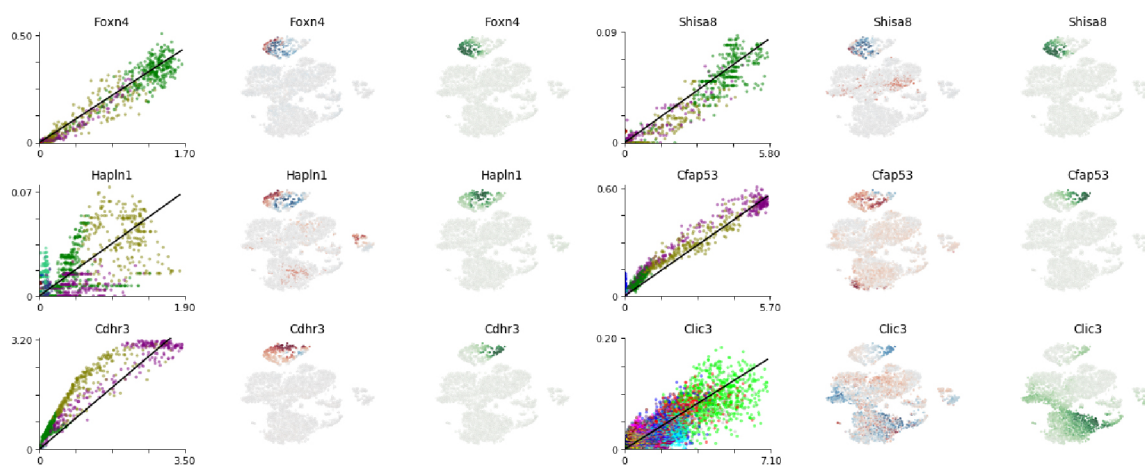 Foxn4 Foxn4 Foxn4 Shisa8 Shisa8 Shisa8
0.50 0.09
0 0
0 1.70 0 5.80
Hapln1 Hapln1 Hapln1 Cfap53 Cfap53 Cfap53
0.07 0.60
0 0
0 1.90 0 5.70
Cdhr3 Cdhr3 Cdhr3 Clic3 Clic3 Clic3
3.20 0.20
0 0
0 3.50 0 7.10